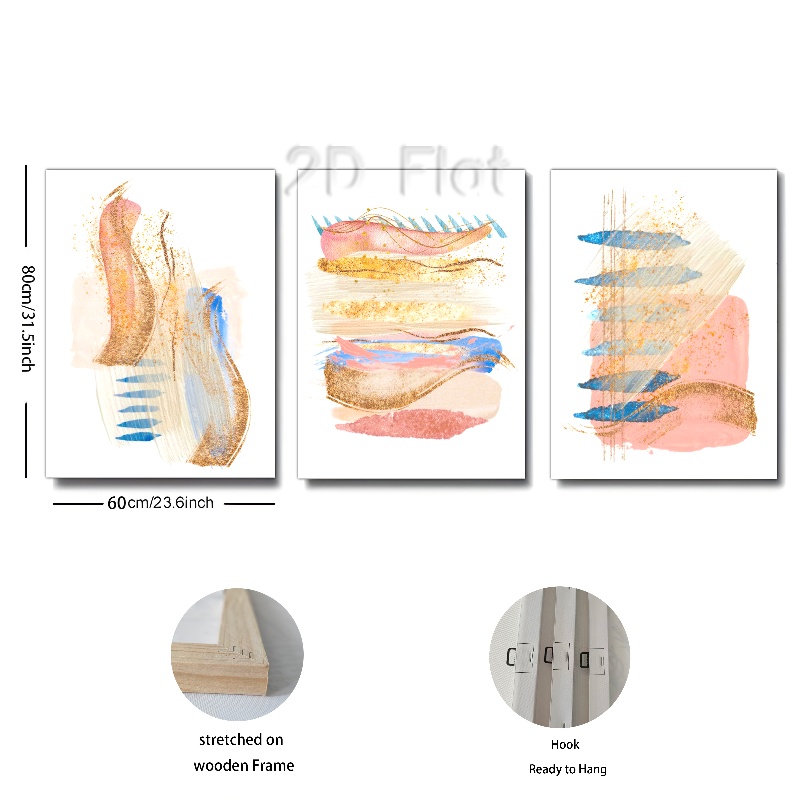 2D Flat
80cm/31.5inch
60cm/23.6inch
stretched on
wooden Frame
Hook
Ready to Hang